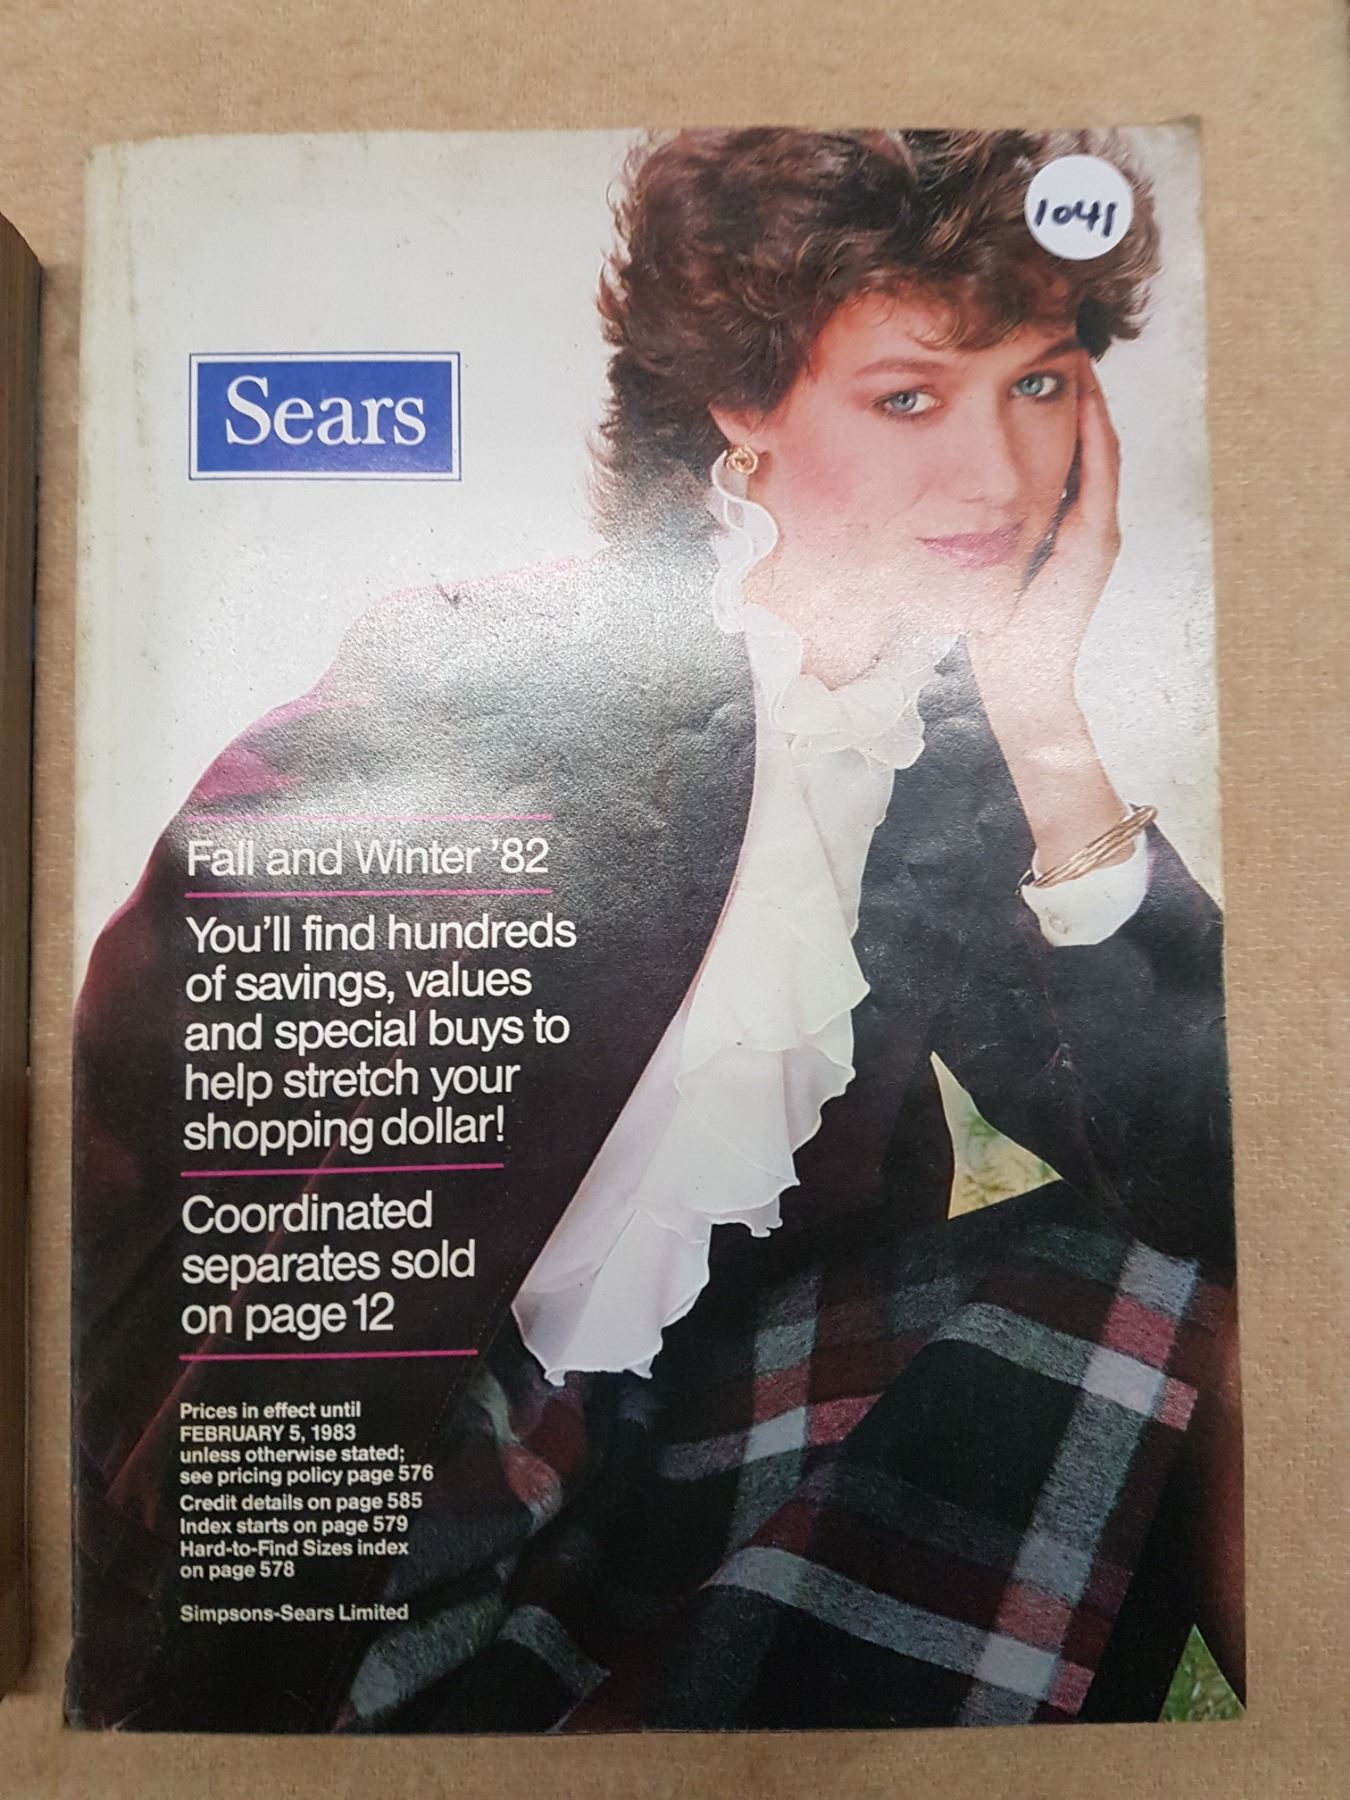 1041
Sears
Fall and Winter '82
You'll find hundreds
of savings, values
and special buys to
help stretch your
shopping dollar!
Coordinated
separates sold
on page 12
Prices in effect until
FEBRUARY 5, 1983
unless otherwise stated;
see pricing policy page 576
Credit details on page 585
Index starts on page 579
Hard-to-Find Sizes index
on page 578
Simpsons-Sears Limited